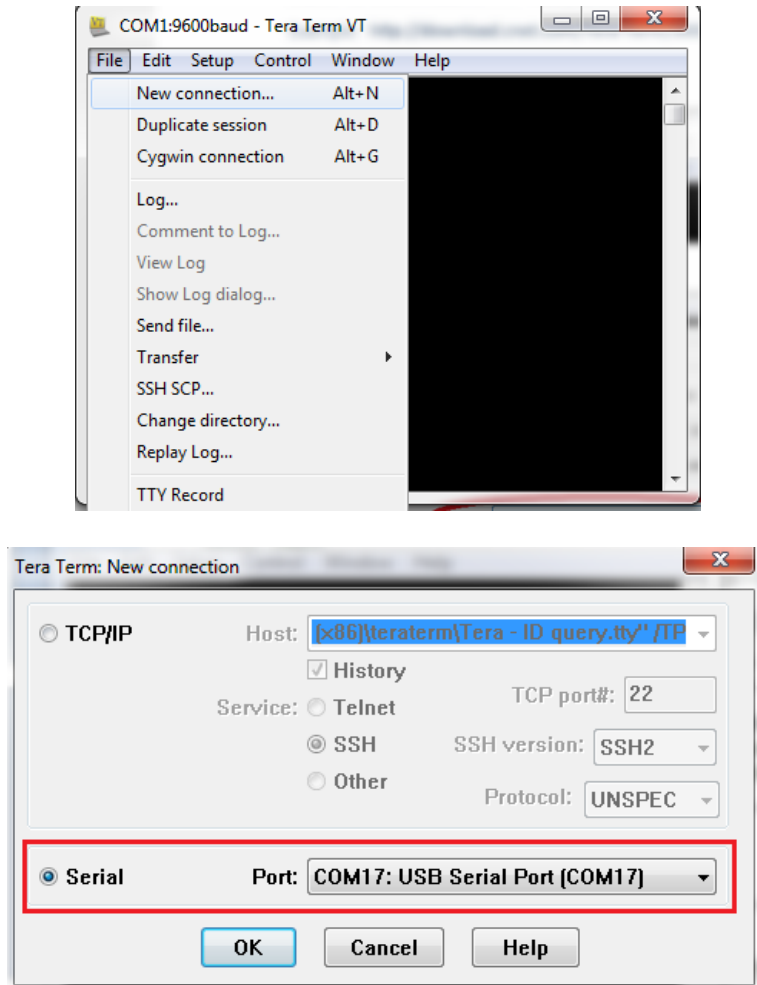 COM1:9600baud - Tera Term VT
File Edit Setup Control Window Help
New connection... Alt+N
Duplicate session Alt+D
Cygwin connection Alt+G
Log...
Comment to Log...
View Log
Show Log dialog...
Send file...
Transfer
SSH SCP...
Change directory...
Replay Log...
TTY Record
Tera Term: New connection
TCP/IP Host: (x86)\teraterm\Tera - ID query.tty" /TP
History
Service: Telnet TCP port#: 22
SSH SSH version: SSH2
Other Protocol: UNSPEC
Serial Port: COM17: USB Serial Port (COM17)
OK Cancel Help